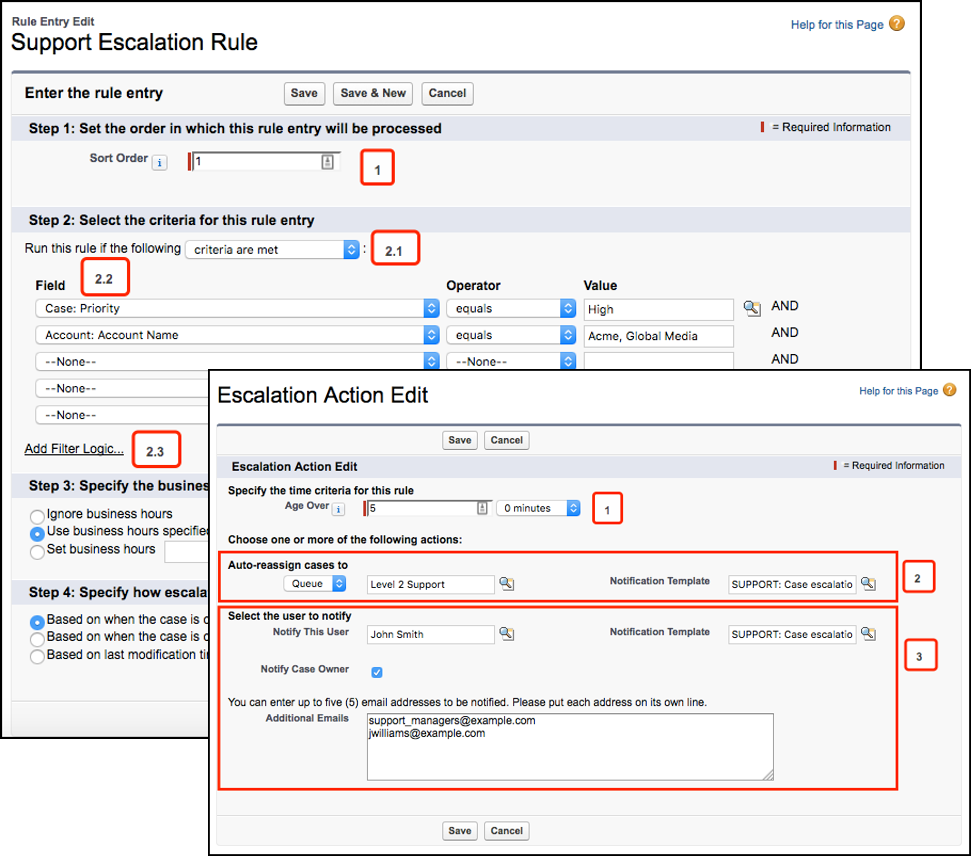 Rule Entry Edit
Support Escalation Rule
Help for this Page ?
Enter the rule entry Save Save & New Cancel
Step 1: Set the order in which this rule entry will be processed = Required Information
Sort Order i 1 1
Step 2: Select the criteria for this rule entry
Run this rule if the following criteria are met : 2.1
Field 2.2 Operator Value
Case: Priority equals High AND
Account: Account Name equals Acme, Global Media AND
--None-- --None-- AND
--None--
--None--
Add Filter Logic... 2.3
Step 3: Specify the busines
Ignore business hours
Use business hours specifie
Set business hours
Step 4: Specify how escala
Based on when the case is c
Based on when the case is c
Based on last modification ti
Escalation Action Edit
Help for this Page ?
Save Cancel
Escalation Action Edit = Required Information
Specify the time criteria for this rule
Age Over i 5 0 minutes 1
Choose one or more of the following actions:
Auto-reassign cases to
Queue Level 2 Support Notification Template SUPPORT: Case escalatio 2
Select the user to notify
Notify This User John Smith Notification Template SUPPORT: Case escalatio 3
Notify Case Owner
You can enter up to five (5) email addresses to be notified. Please put each address on its own line.
Additional Emails support_managers@example.com
jwilliams@example.com
Save Cancel